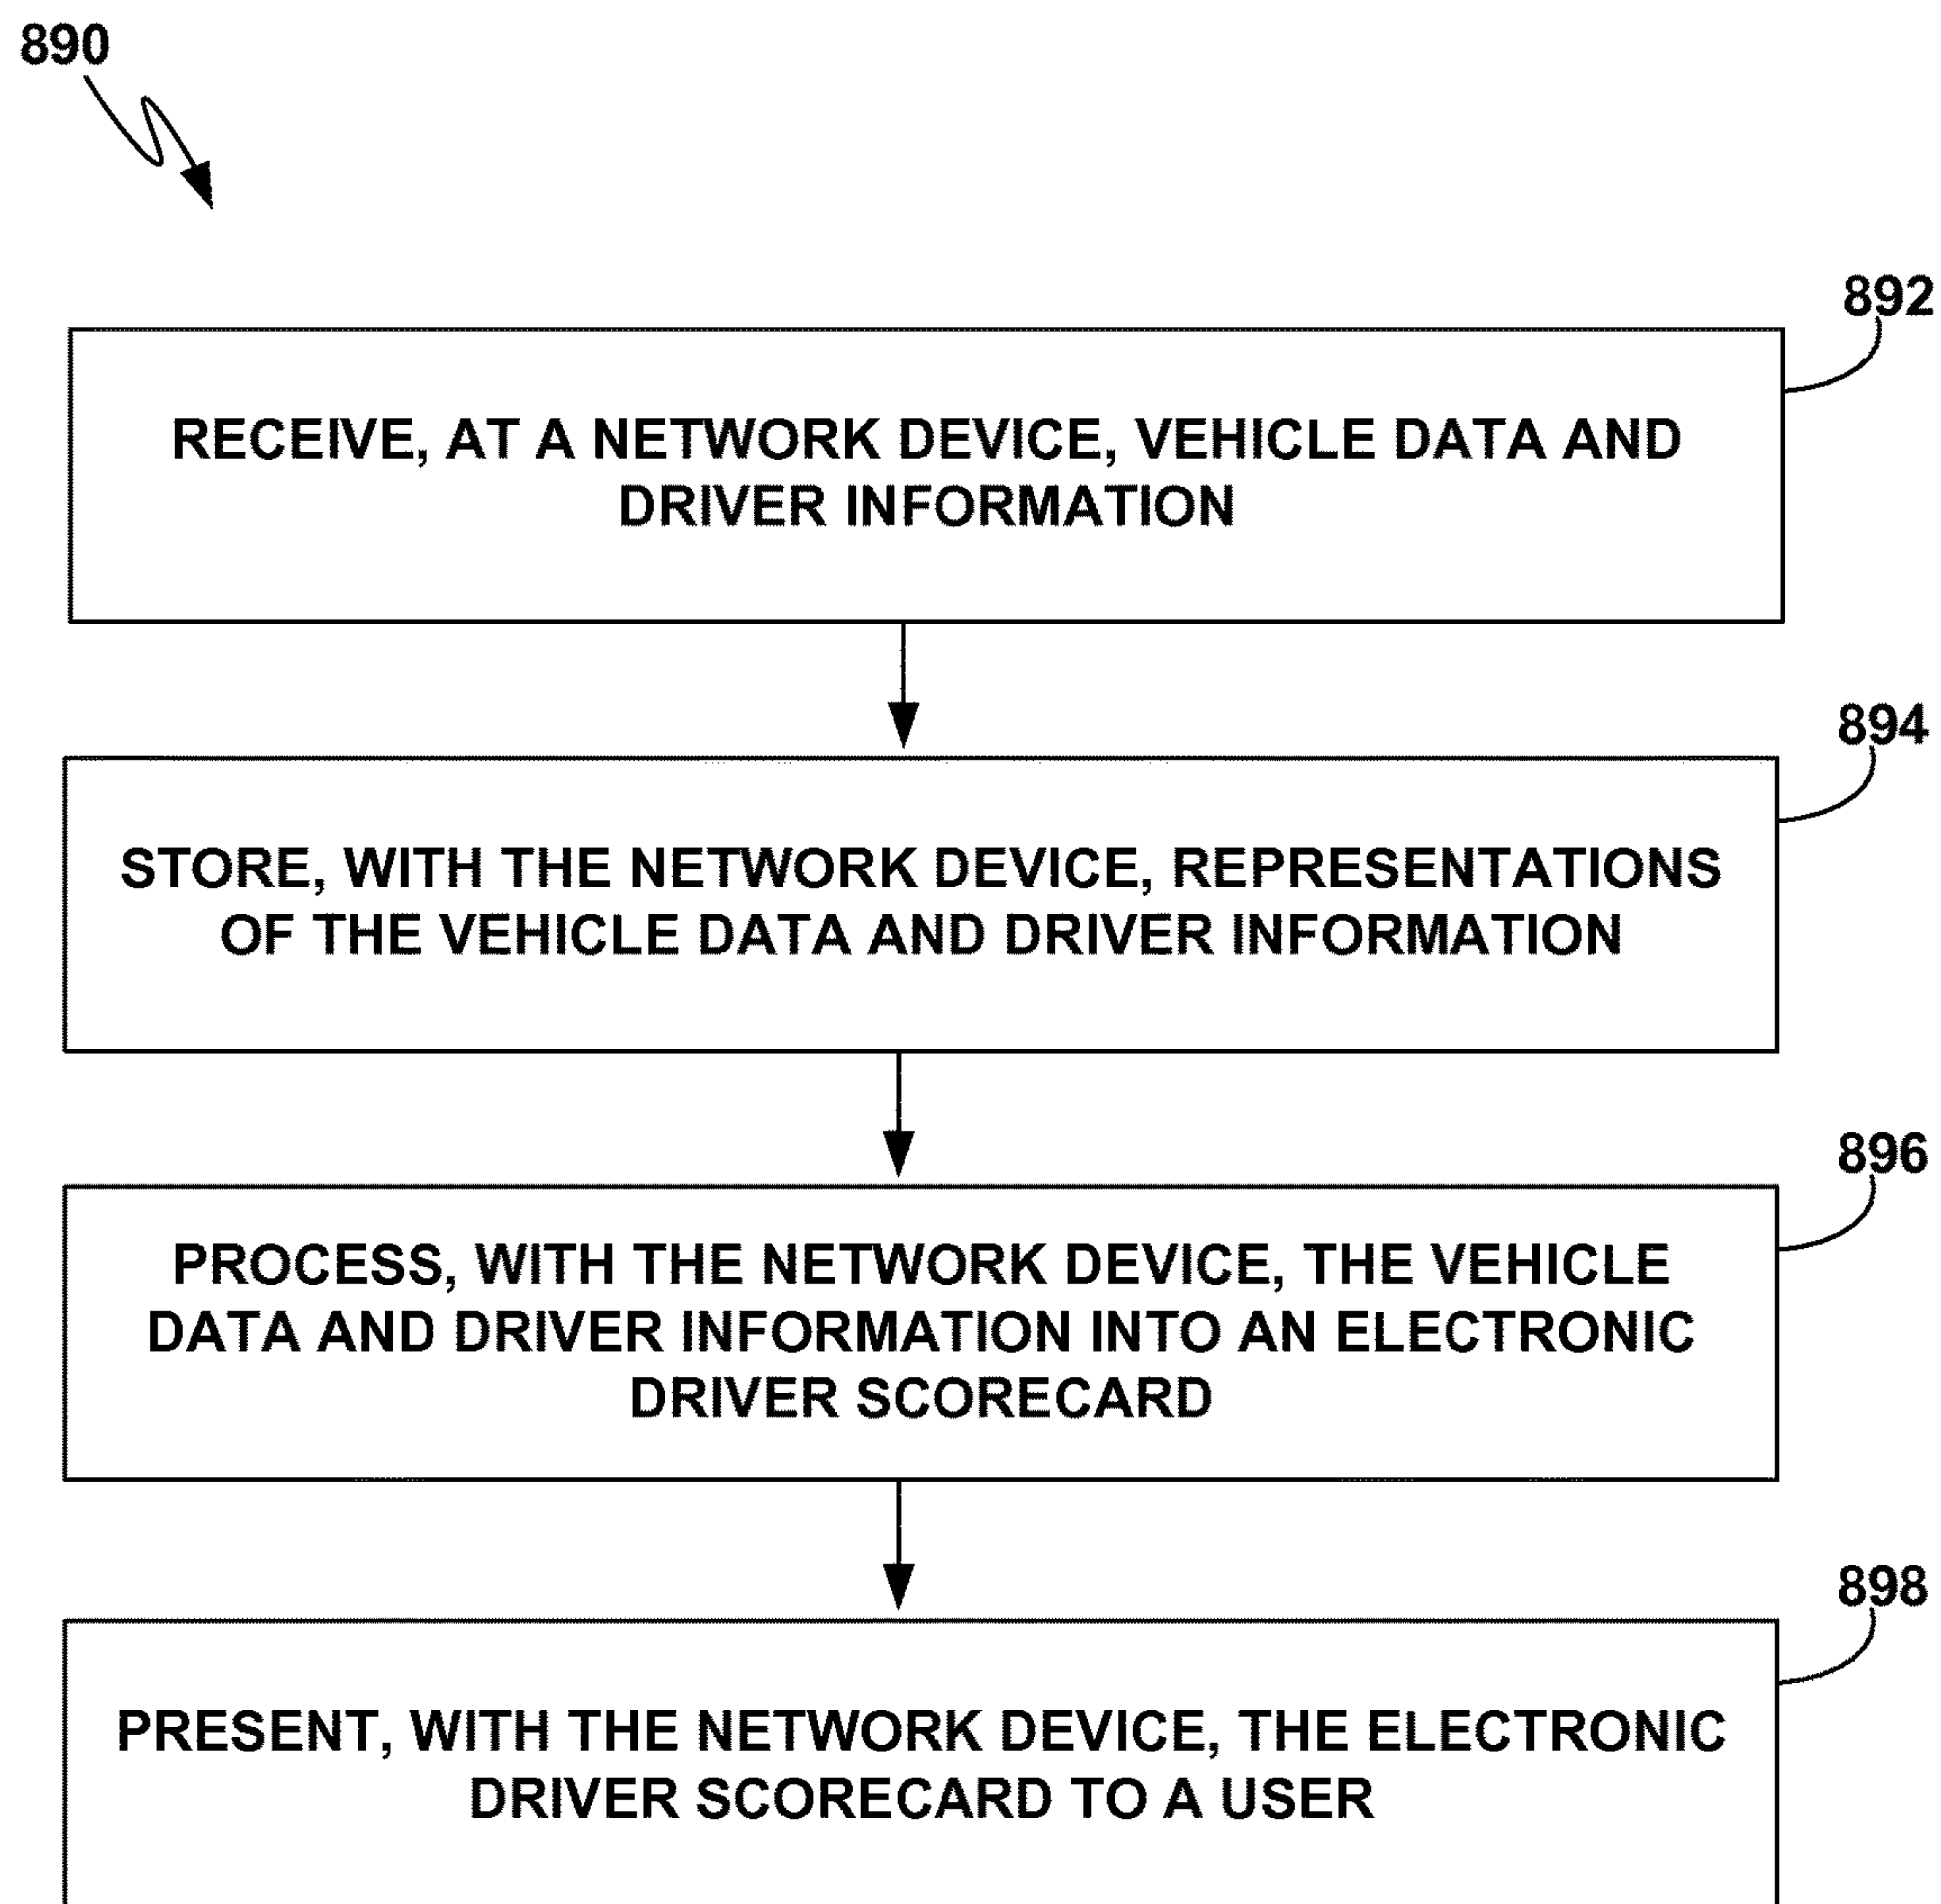 890
892
RECEIVE, AT A NETWORK DEVICE, VEHICLE DATA AND
DRIVER INFORMATION
894
STORE, WITH THE NETWORK DEVICE, REPRESENTATIONS
OF THE VEHICLE DATA AND DRIVER INFORMATION
896
PROCESS, WITH THE NETWORK DEVICE, THE VEHICLE
DATA AND DRIVER INFORMATION INTO AN ELECTRONIC
DRIVER SCORECARD
898
PRESENT, WITH THE NETWORK DEVICE, THE ELECTRONIC
DRIVER SCORECARD TO A USER